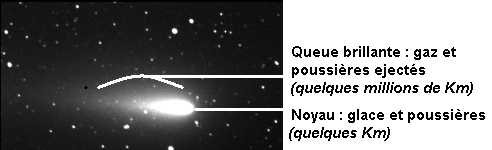 Queue brillante : gaz et
poussières ejectés
(quelques millions de Km)
Noyau : glace et poussières
(quelques Km)